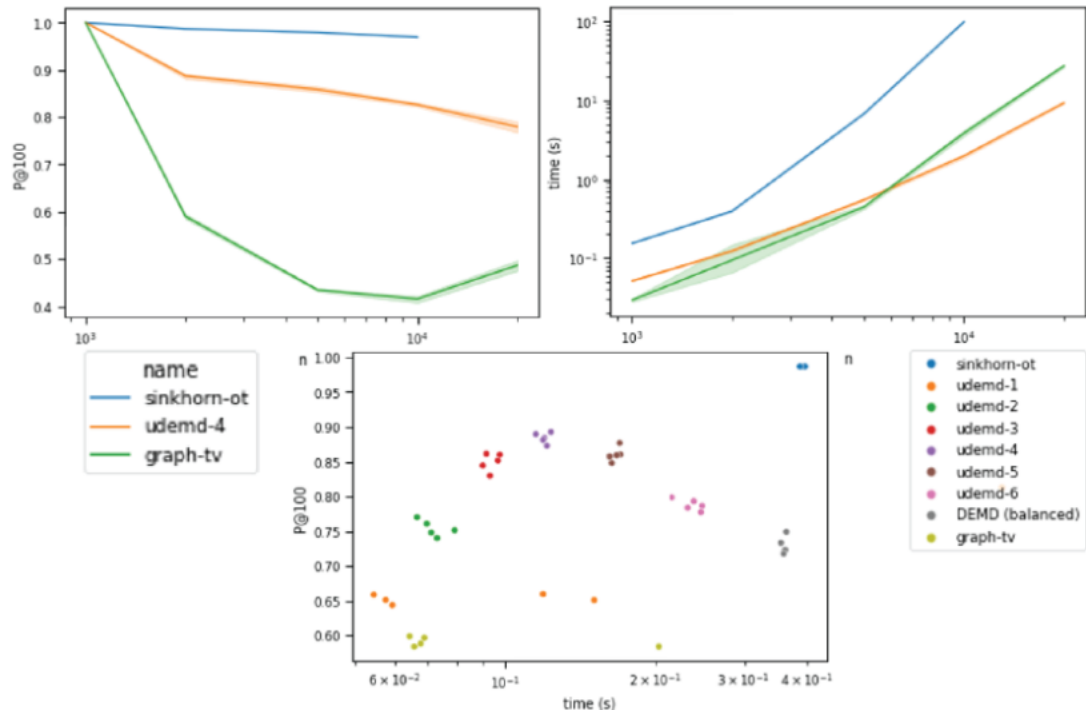 1.0
0.9
0.8
0.7
0.6
0.5
0.4
P@100
10³
10⁴
n
10²
10¹
10⁰
10⁻¹
time (s)
10³
10⁴
n
name
sinkhorn-ot
udemd-4
graph-tv
1.00
0.95
0.90
0.85
0.80
0.75
0.70
0.65
0.60
P@100
6 × 10⁻²
10⁻¹
2 × 10⁻¹
3 × 10⁻¹
4 × 10⁻¹
time (s)
sinkhorn-ot
udemd-1
udemd-2
udemd-3
udemd-4
udemd-5
udemd-6
DEMD (balanced)
graph-tv